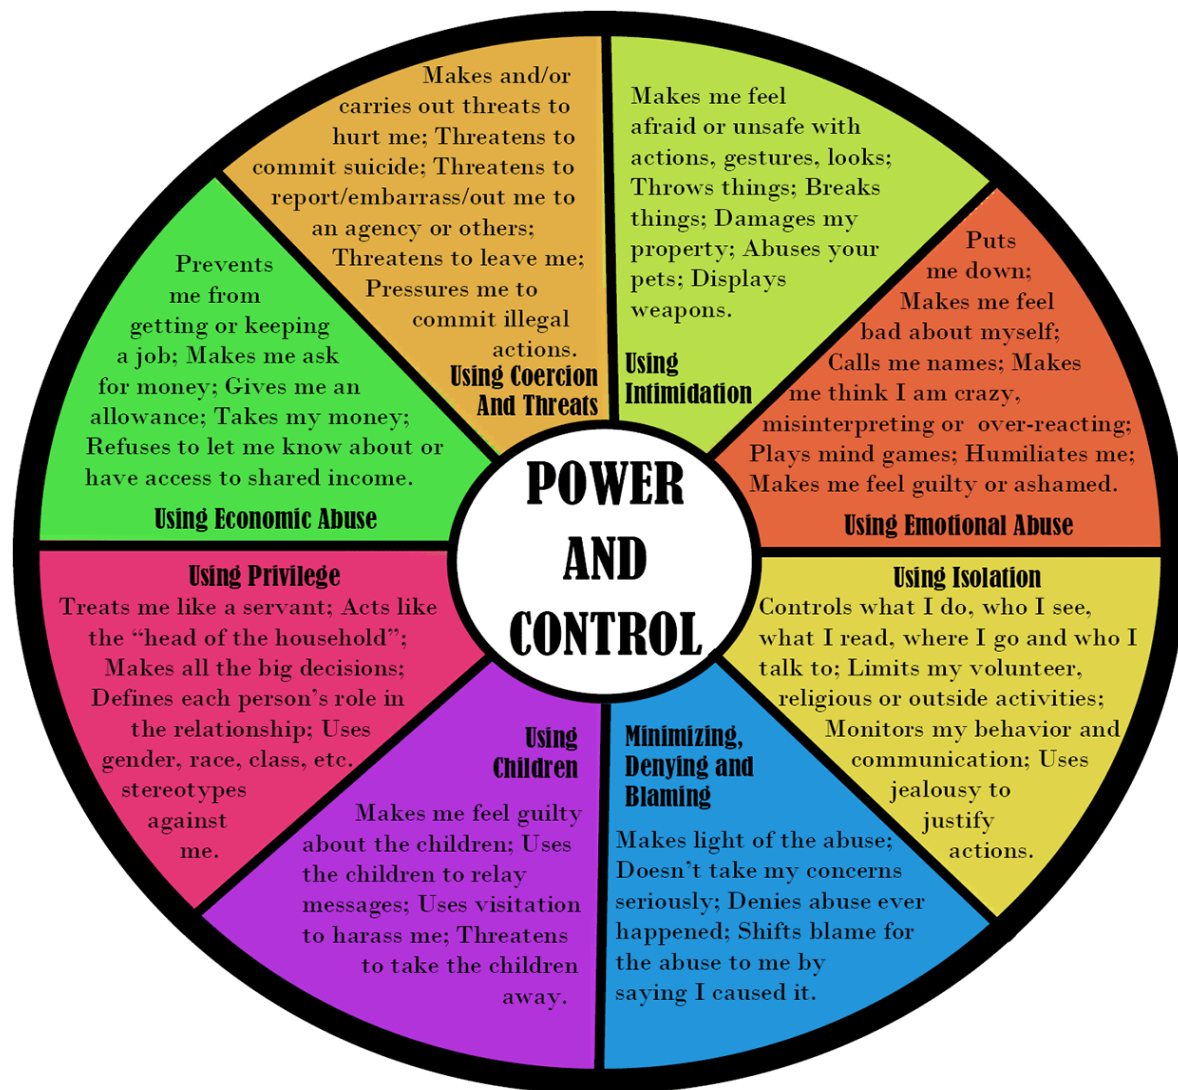 Makes and/or
carries out threats to
hurt me; Threatens to
commit suicide; Threatens to
report/embarrass/out me to
an agency or others;
Threatens to leave me;
Pressures me to
commit illegal
actions.
Using Coercion
And Threats
Makes me feel
afraid or unsafe with
actions, gestures, looks;
Throws things; Breaks
things; Damages my
property; Abuses your
pets; Displays
weapons.
Using
Intimidation
Puts
me down;
Makes me feel
bad about myself;
Calls me names; Makes
me think I am crazy,
misinterpreting or over-reacting;
Plays mind games; Humiliates me;
Makes me feel guilty or ashamed.
Using Emotional Abuse
Using Isolation
Controls what I do, who I see,
what I read, where I go and who I
talk to; Limits my volunteer,
religious or outside activities;
Monitors my behavior and
communication; Uses
jealousy to
justify
actions.
Minimizing,
Denying and
Blaming
Makes light of the abuse;
Doesn't take my concerns
seriously; Denies abuse ever
happened; Shifts blame for
the abuse to me by
saying I caused it.
Using
Children
Makes me feel guilty
about the children; Uses
the children to relay
messages; Uses visitation
to harass me; Threatens
to take the children
away.
Using Privilege
Treats me like a servant; Acts like
the “head of the household”;
Makes all the big decisions;
Defines each person's role in
the relationship; Uses
gender, race, class, etc.
stereotypes
against
me.
Prevents
me from
getting or keeping
a job; Makes me ask
for money; Gives me an
allowance; Takes my money;
Refuses to let me know about or
have access to shared income.
Using Economic Abuse
POWER
AND
CONTROL